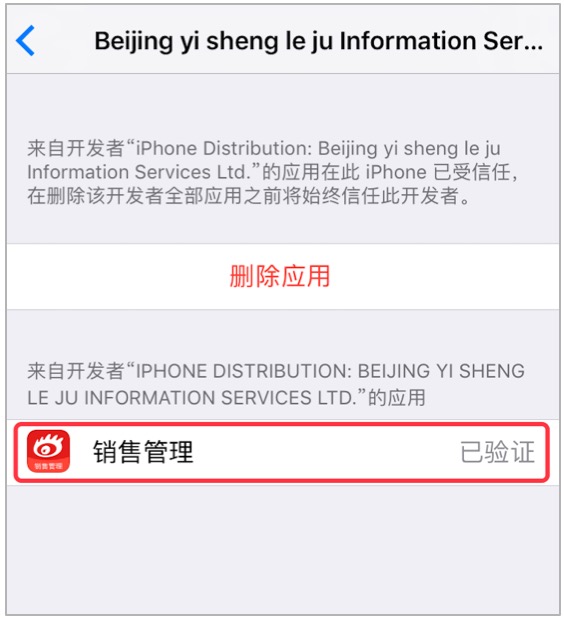 Beijing yi sheng le ju Information Ser...
来自开发者“iPhone Distribution: Beijing yi sheng le ju
Information Services Ltd.”的应用在此 iPhone 已受信任，
在删除该开发者全部应用之前将始终信任此开发者。
删除应用
来自开发者“IPHONE DISTRIBUTION: BEIJING YI SHENG
LE JU INFORMATION SERVICES LTD.”的应用
销售管理 已验证
销售管理